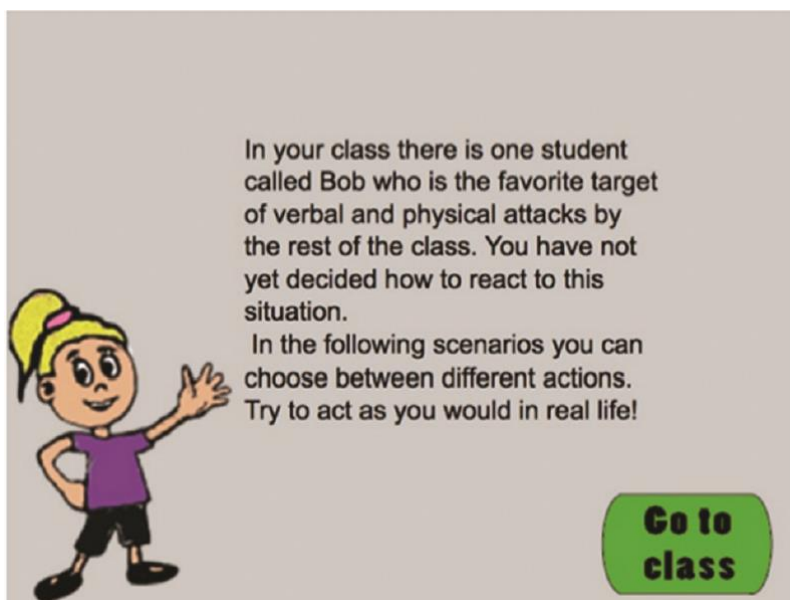 In your class there is one student
called Bob who is the favorite target
of verbal and physical attacks by
the rest of the class. You have not
yet decided how to react to this
situation.
In the following scenarios you can
choose between different actions.
Try to act as you would in real life!
Go to
class